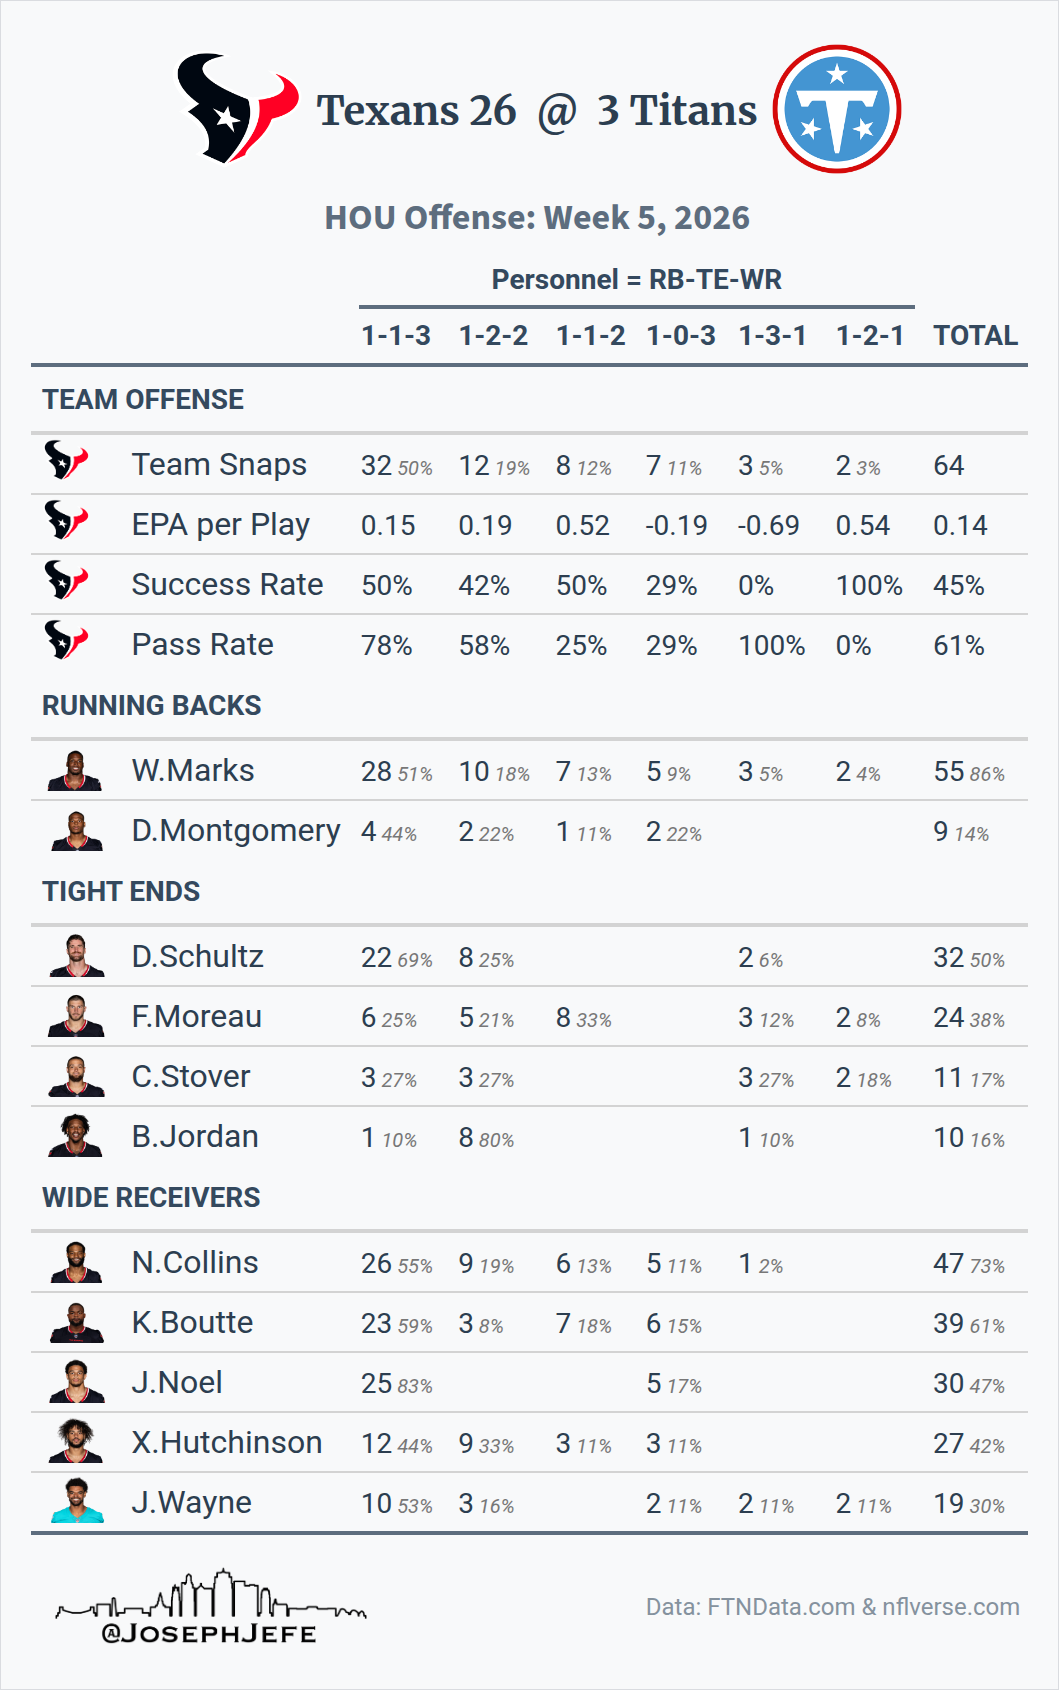 Texans 26 @ 3 Titans
HOU Offense: Week 5, 2026
Personnel = RB-TE-WR
1-1-3 1-2-2 1-1-2 1-0-3 1-3-1 1-2-1 TOTAL
TEAM OFFENSE
Team Snaps 32 50% 12 19% 8 12% 7 11% 3 5% 2 3% 64
EPA per Play 0.15 0.19 0.52 -0.19 -0.69 0.54 0.14
Success Rate 50% 42% 50% 29% 0% 100% 45%
Pass Rate 78% 58% 25% 29% 100% 0% 61%
RUNNING BACKS
W.Marks 28 51% 10 18% 7 13% 5 9% 3 5% 2 4% 55 86%
D.Montgomery 4 44% 2 22% 1 11% 2 22% 9 14%
TIGHT ENDS
D.Schultz 22 69% 8 25% 2 6% 32 50%
F.Moreau 6 25% 5 21% 8 33% 3 12% 2 8% 24 38%
C.Stover 3 27% 3 27% 3 27% 2 18% 11 17%
B.Jordan 1 10% 8 80% 1 10% 10 16%
WIDE RECEIVERS
N.Collins 26 55% 9 19% 6 13% 5 11% 1 2% 47 73%
K.Boutte 23 59% 3 8% 7 18% 6 15% 39 61%
J.Noel 25 83% 5 17% 30 47%
X.Hutchinson 12 44% 9 33% 3 11% 3 11% 27 42%
J.Wayne 10 53% 3 16% 2 11% 2 11% 2 11% 19 30%
@JosephJefe
Data: FTNData.com & nflverse.com